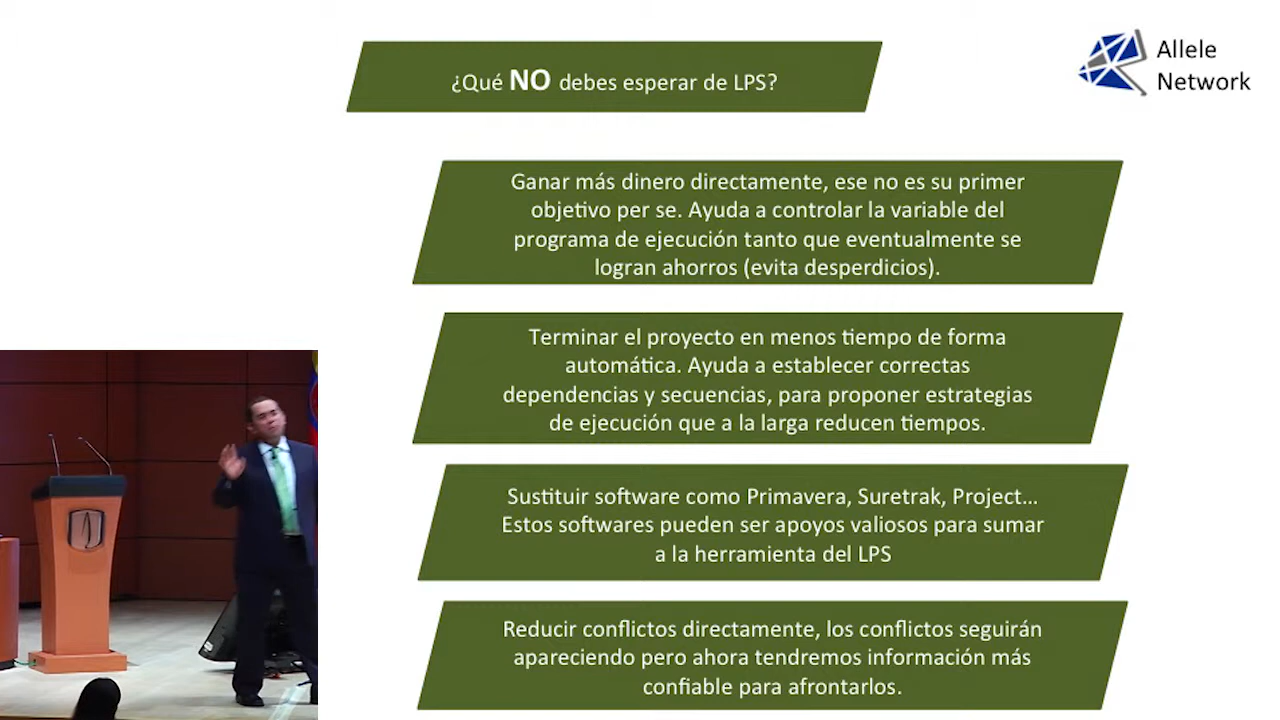 ¿Qué NO debes esperar de LPS?
Allele
Network
Ganar más dinero directamente, ese no es su primer
objetivo per se. Ayuda a controlar la variable del
programa de ejecución tanto que eventualmente se
logran ahorros (evita desperdicios).
Terminar el proyecto en menos tiempo de forma
automática. Ayuda a establecer correctas
dependencias y secuencias, para proponer estrategias
de ejecución que a la larga reducen tiempos.
Sustituir software como Primavera, Suretrak, Project...
Estos softwares pueden ser apoyos valiosos para sumar
a la herramienta del LPS
Reducir conflictos directamente, los conflictos seguirán
apareciendo pero ahora tendremos información más
confiable para afrontarlos.